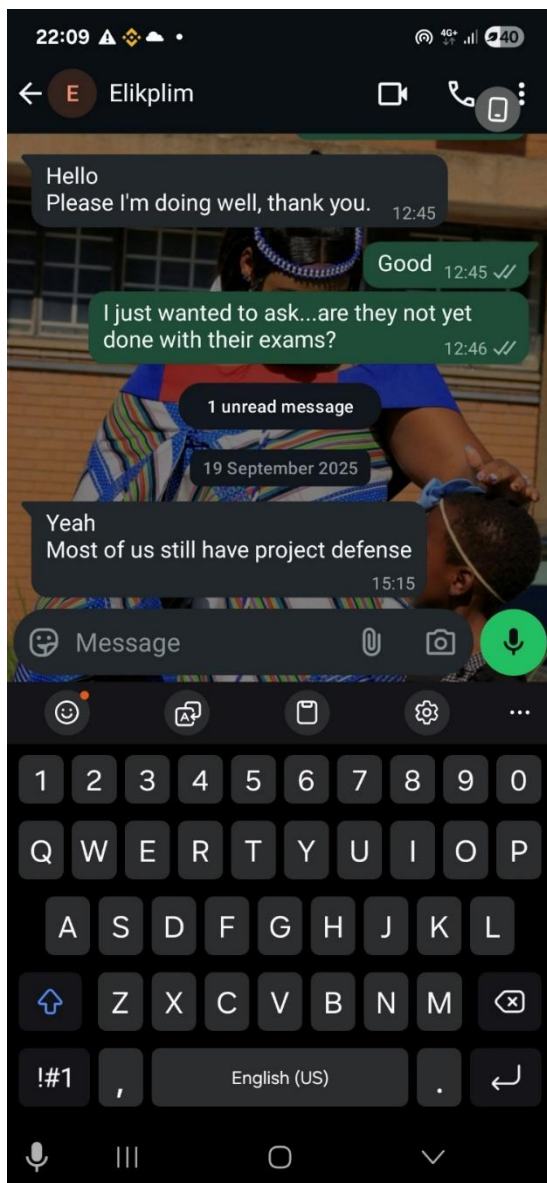 22:09
4G+
40
E Elikplim
Hello
Please I'm doing well, thank you. 12:45
Good 12:45
I just wanted to ask...are they not yet
done with their exams? 12:46
1 unread message
19 September 2025
Yeah
Most of us still have project defense
15:15
Message
1 2 3 4 5 6 7 8 9 0
Q W E R T Y U I O P
A S D F G H J K L
Z X C V B N M
!#1 , English (US) .